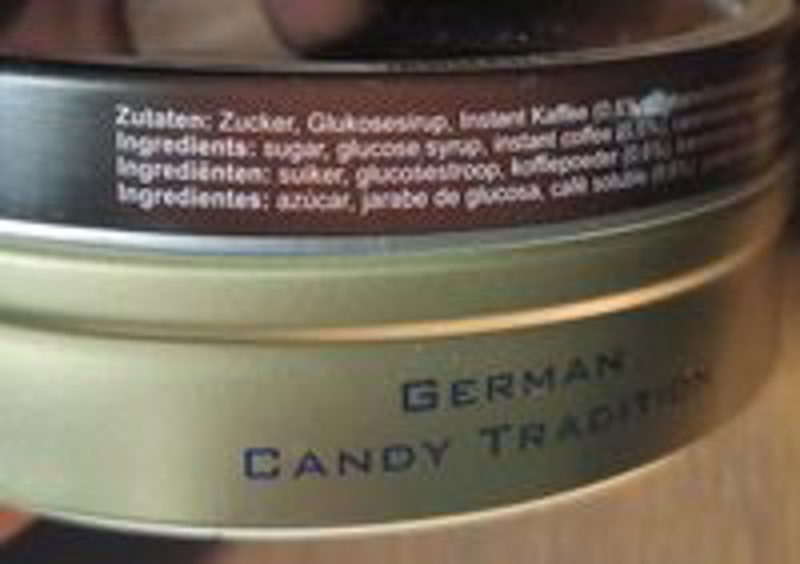 Zutaten: Zucker, Glukosesirup, Instant Kaffee
Ingredients: sugar, glucose syrup, instant coffee
Ingrediënten: suiker, glucosestroop, koffiepoeder
Ingredientes: azúcar, jarabe de glucosa, café soluble
GERMAN
CANDY TRADITION